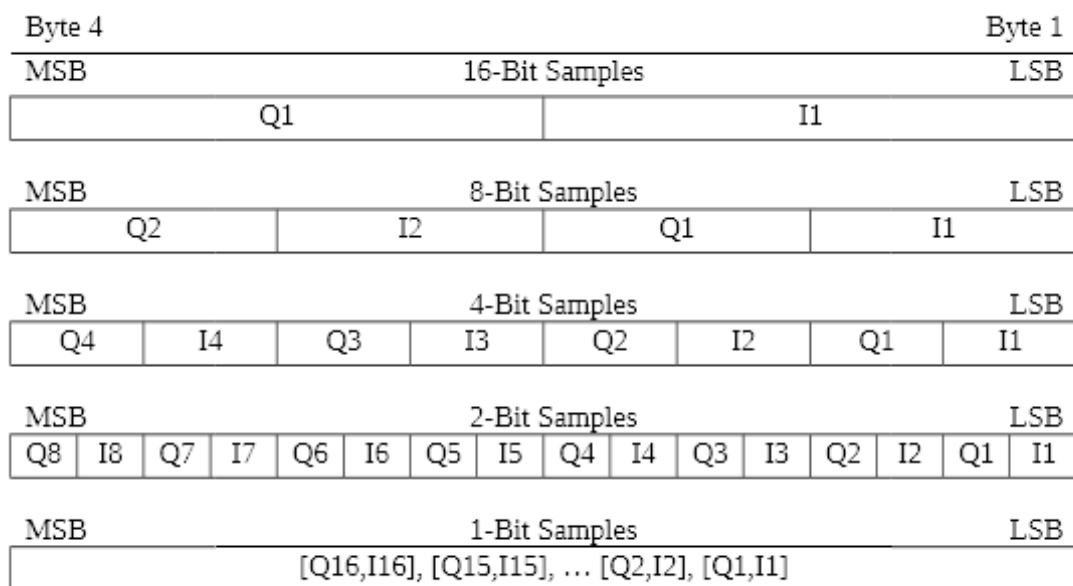 Byte 4 Byte 1
MSB 16-Bit Samples LSB
Q1 I1
MSB 8-Bit Samples LSB
Q2 I2 Q1 I1
MSB 4-Bit Samples LSB
Q4 I4 Q3 I3 Q2 I2 Q1 I1
MSB 2-Bit Samples LSB
Q8 I8 Q7 I7 Q6 I6 Q5 I5 Q4 I4 Q3 I3 Q2 I2 Q1 I1
MSB 1-Bit Samples LSB
[Q16,I16], [Q15,I15], … [Q2,I2], [Q1,I1]